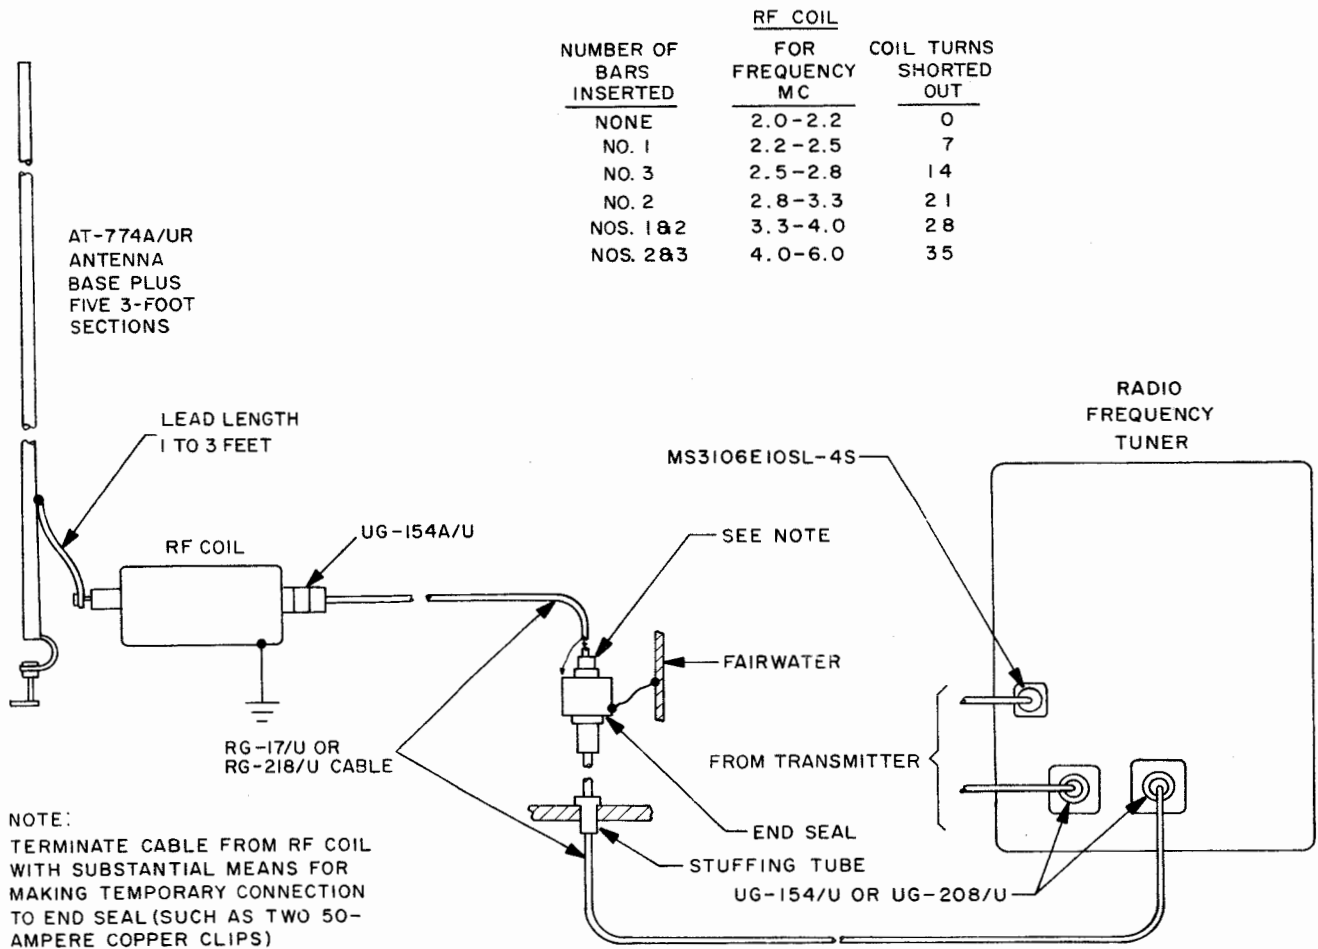 RF COIL
NUMBER OF BARS INSERTED
FOR FREQUENCY MC
COIL TURNS SHORTED OUT
NONE 2.0-2.2 0
NO. 1 2.2-2.5 7
NO. 3 2.5-2.8 14
NO. 2 2.8-3.3 21
NOS. 1&2 3.3-4.0 28
NOS. 2&3 4.0-6.0 35
AT-774A/UR
ANTENNA
BASE PLUS
FIVE 3-FOOT
SECTIONS
LEAD LENGTH
1 TO 3 FEET
RF COIL
UG-154A/U
RADIO
FREQUENCY
TUNER
MS3106E10SL-4S
SEE NOTE
FAIRWATER
RG-17/U OR
RG-218/U CABLE
FROM TRANSMITTER
END SEAL
STUFFING TUBE
UG-154/U OR UG-208/U
NOTE:
TERMINATE CABLE FROM RF COIL
WITH SUBSTANTIAL MEANS FOR
MAKING TEMPORARY CONNECTION
TO END SEAL (SUCH AS TWO 50-
AMPERE COPPER CLIPS)